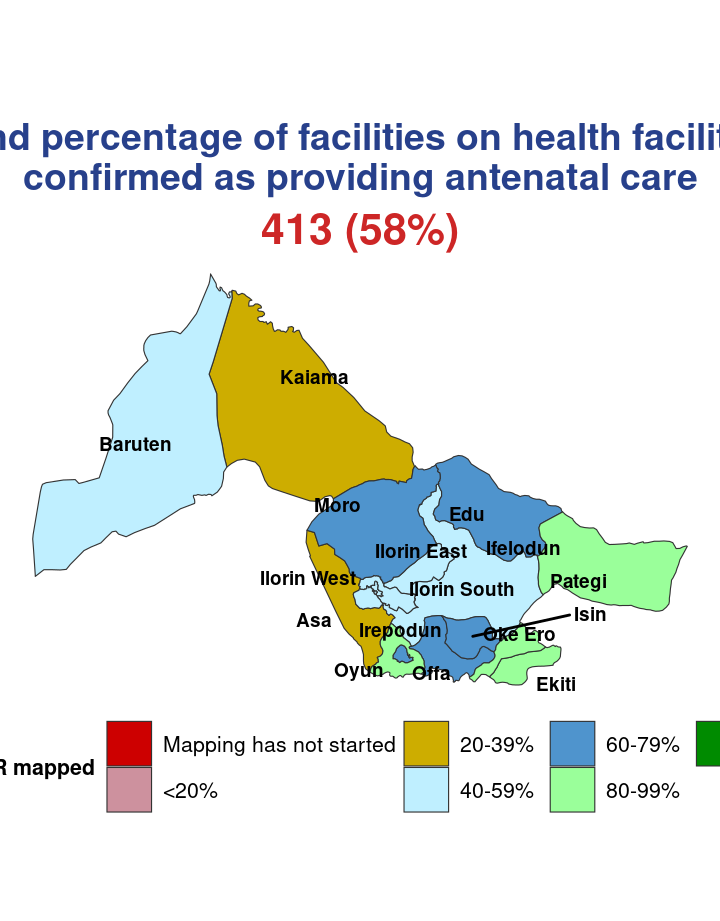 nd percentage of facilities on health facilit
confirmed as providing antenatal care
413 (58%)
Kaiama
Baruten
Moro
Edu
Ilorin East
Ifelodun
Ilorin West
Ilorin South
Pategi
Asa
Isin
Irepodun
Oke Ero
Oyun
Offa
Ekiti
R mapped
Mapping has not started
20-39%
60-79%
<20%
40-59%
80-99%